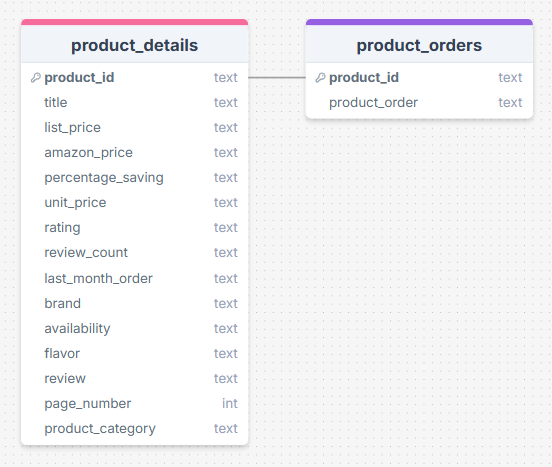 product_details
product_id text
title text
list_price text
amazon_price text
percentage_saving text
unit_price text
rating text
review_count text
last_month_order text
brand text
availability text
flavor text
review text
page_number int
product_category text
product_orders
product_id text
product_order text